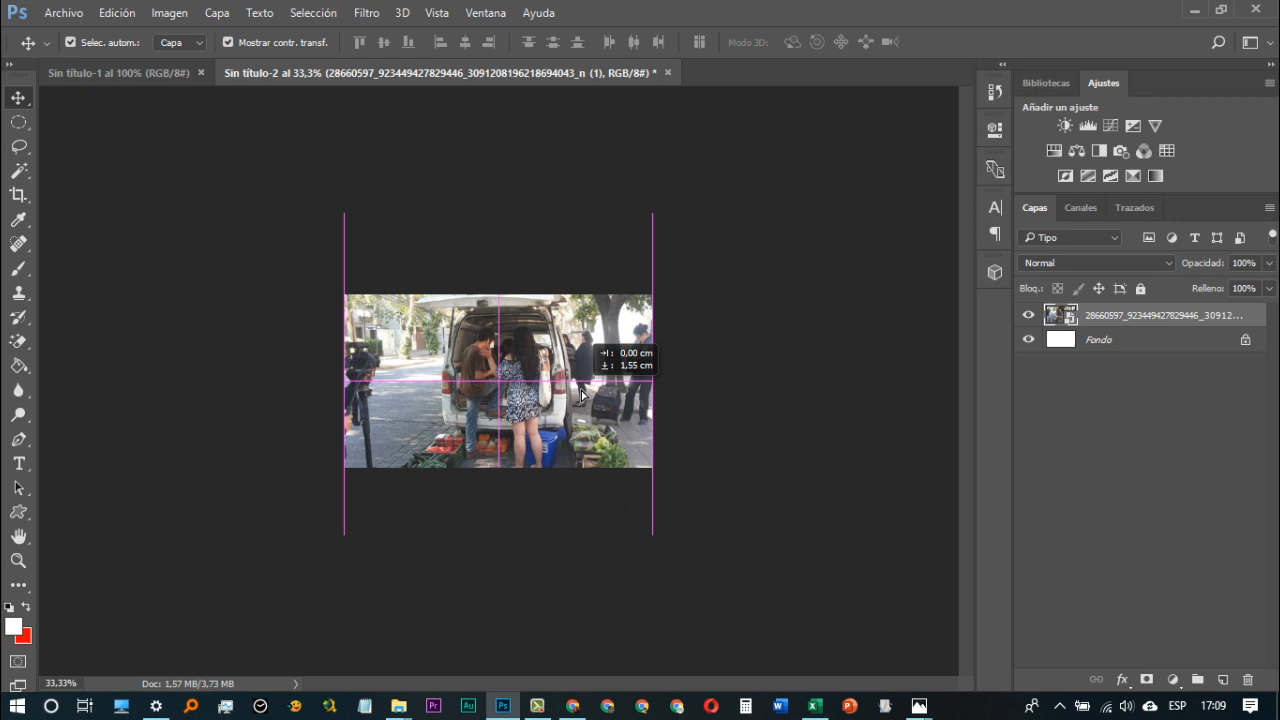 Ps Archivo Edición Imagen Capa Texto Selección Filtro 3D Vista Ventana Ayuda
Selec. autom.: Capa Mostrar contr. transf. Modo 3D:
Sin título-1 al 100% (RGB/8#) × Sin título-2 al 33,3% (28660597_923449427829446_3091208196218694043_n (1), RGB/8#) * ×
Bibliotecas Ajustes
Añadir un ajuste
Capas Canales Trazados
Tipo
Normal Opacidad: 100%
Bloq.: Relleno: 100%
28660597_923449427829446_30912...
Fondo
0,00 cm
1,55 cm
33,33% Doc: 1,57 MB/3,73 MB
Pr Au Ps ESP 17:09